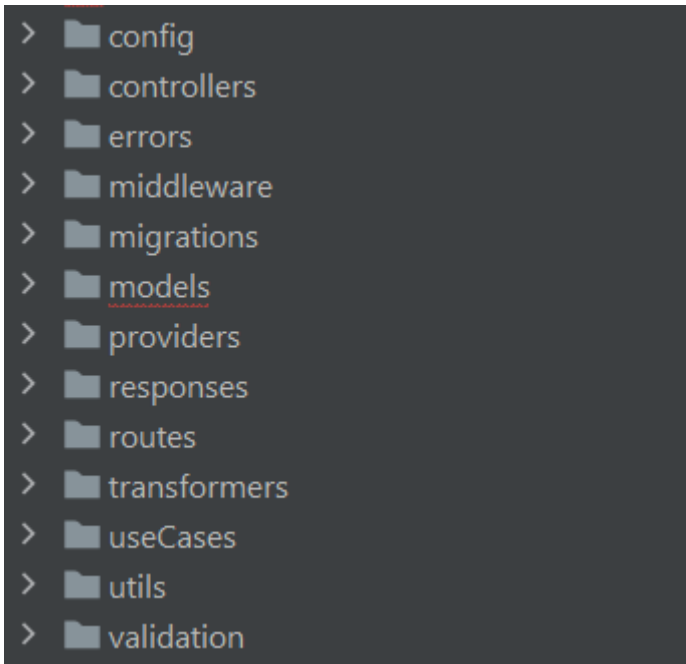 config
controllers
errors
middleware
migrations
models
providers
responses
routes
transformers
useCases
utils
validation